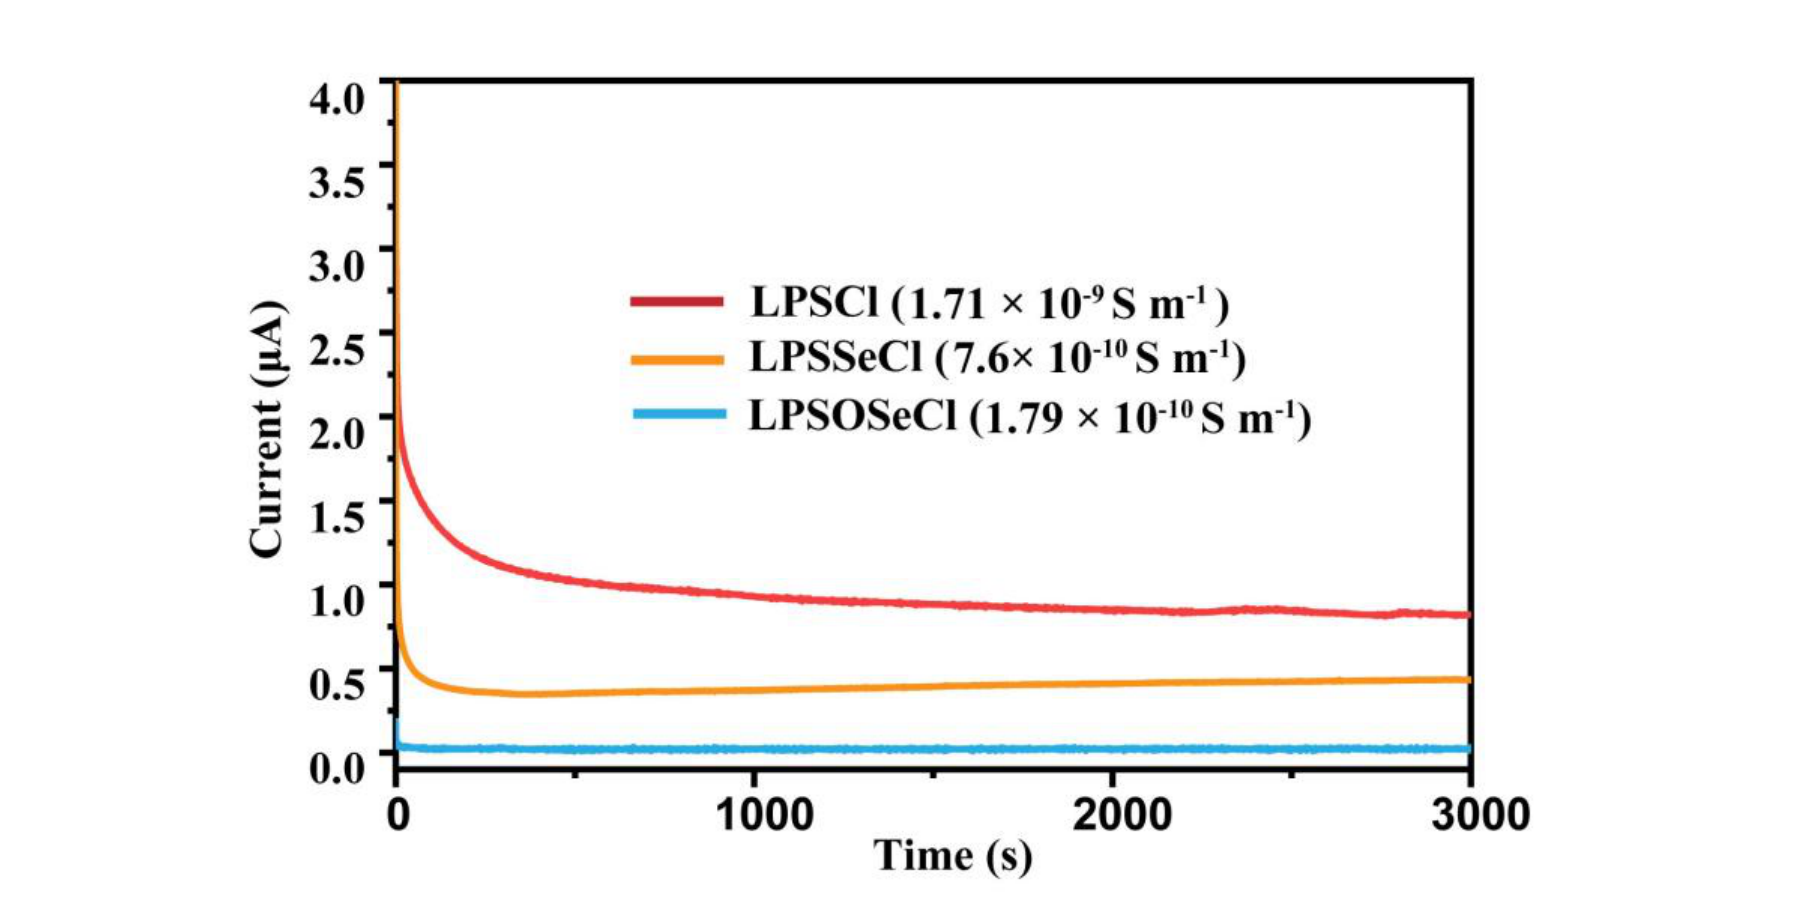 4.0
3.5
3.0
2.5
2.0
1.5
1.0
0.5
0.0
Current (μA)
LPSCl (1.71 × 10⁻⁹ S m⁻¹ )
LPSSeCl (7.6× 10⁻¹⁰ S m⁻¹)
LPSOSeCl (1.79 × 10⁻¹⁰ S m⁻¹)
0 1000 2000 3000
Time (s)